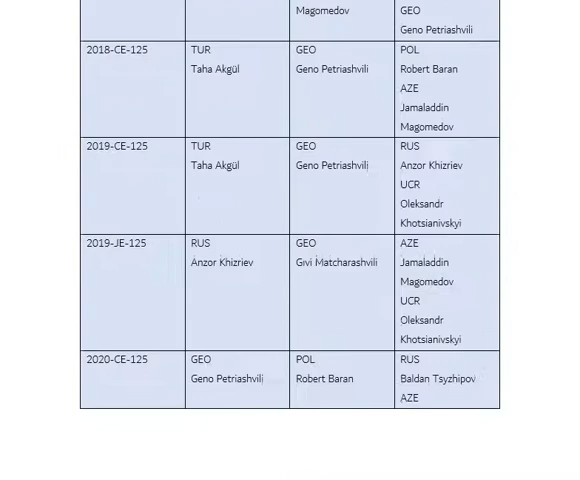 Magomedov GEO
Geno Petriashvili
2018-CE-125 TUR GEO POL
Taha Akgül Geno Petriashvili Robert Baran
AZE
Jamaladdin
Magomedov
2019-CE-125 TUR GEO RUS
Taha Akgül Geno Petriashvili Anzor Khizriev
UCR
Oleksandr
Khotsianivskyi
2019-JE-125 RUS GEO AZE
Anzor Khizriev Givi Matcharashvili Jamaladdin
Magomedov
UCR
Oleksandr
Khotsianivskyi
2020-CE-125 GEO POL RUS
Geno Petriashvili Robert Baran Baldan Tsyzhipov
AZE